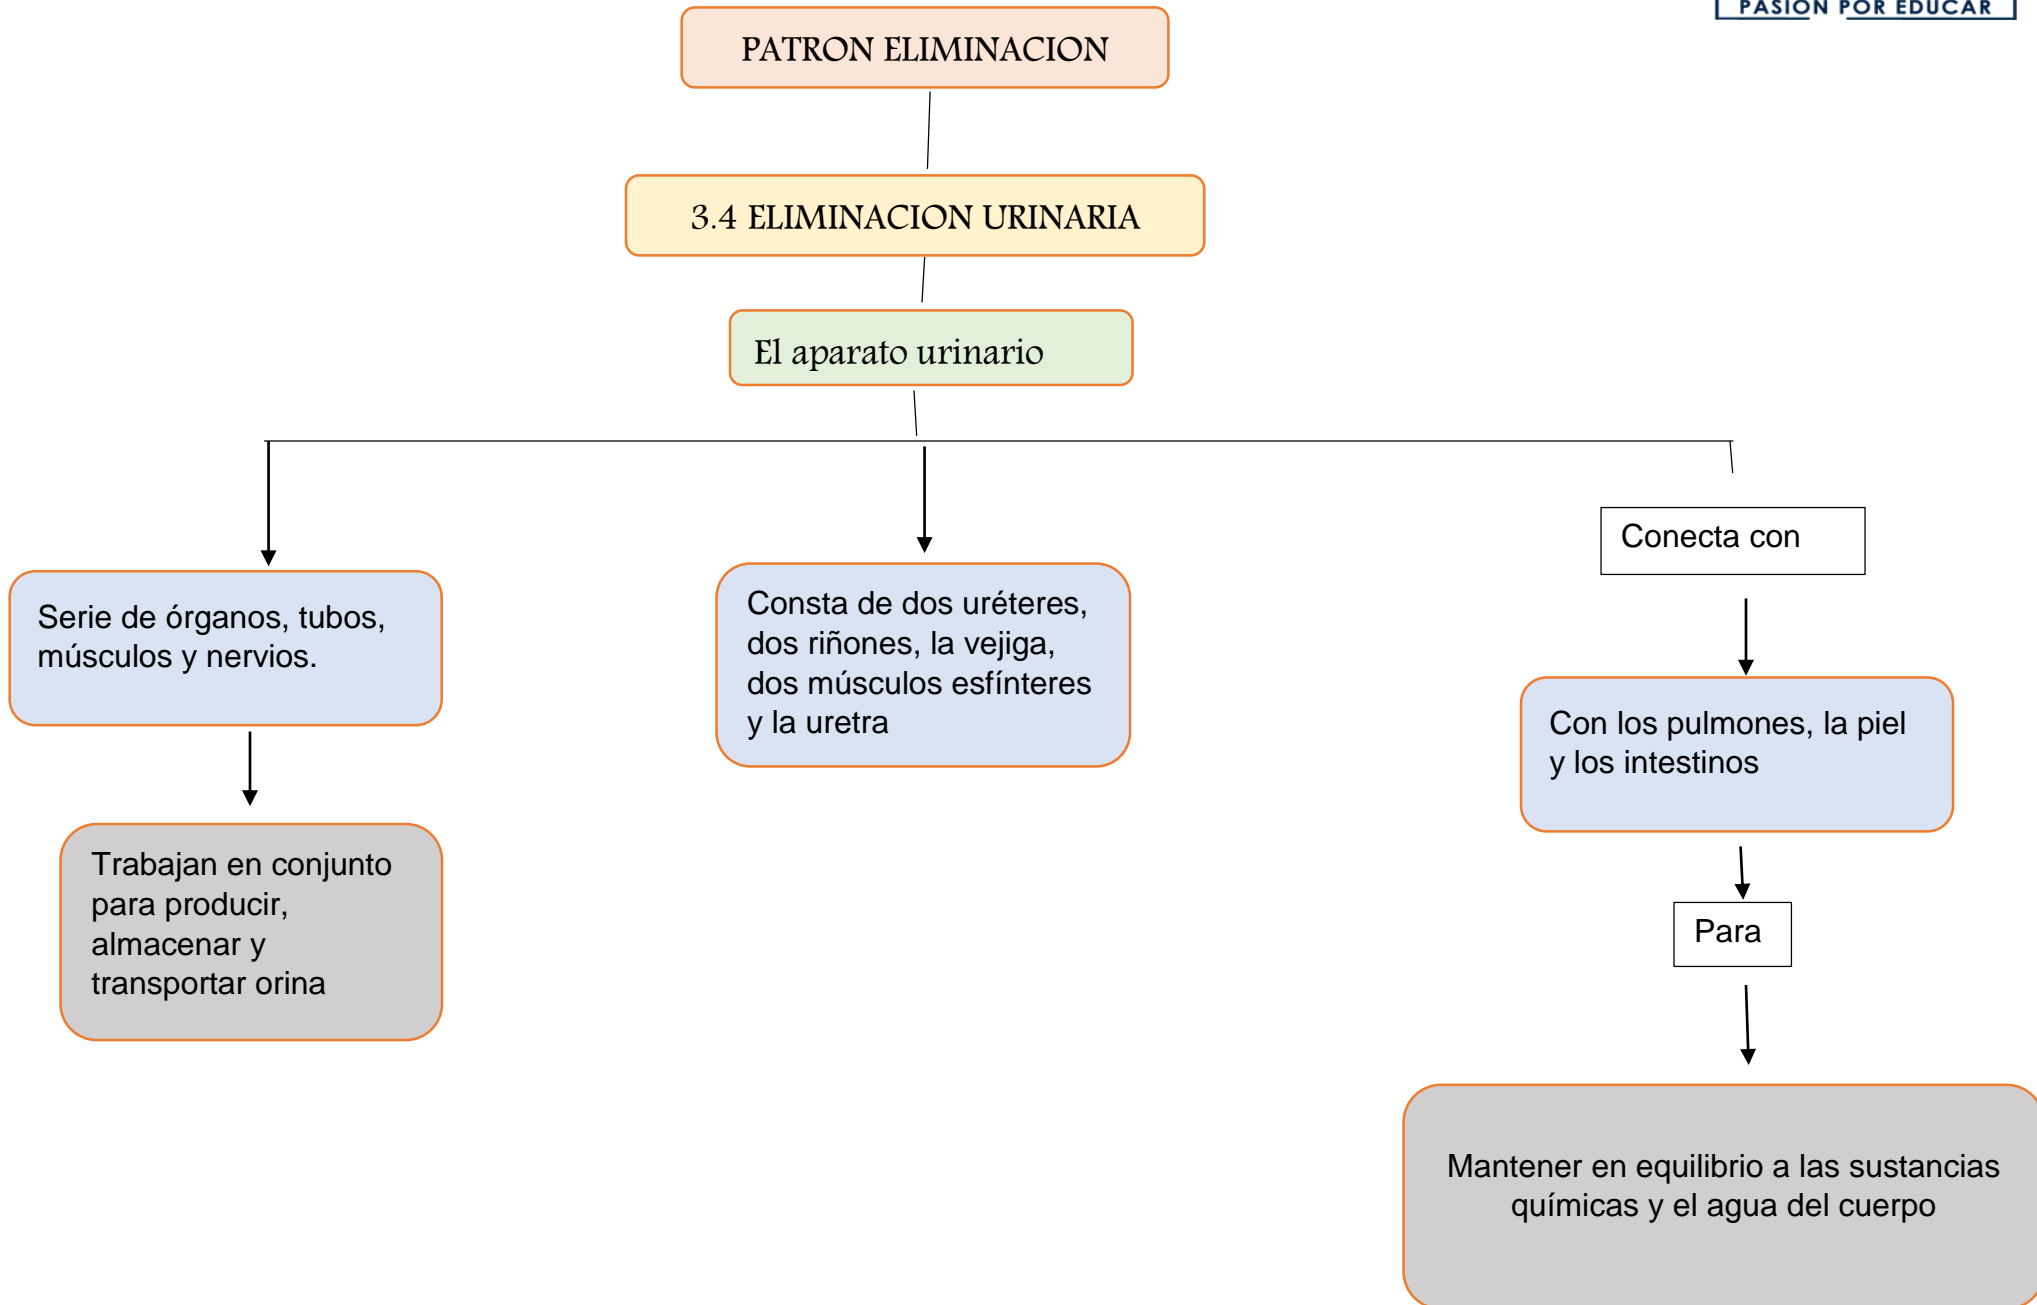 PASIÓN POR EDUCAR
PATRON ELIMINACION
3.4 ELIMINACION URINARIA
El aparato urinario
Conecta con
Serie de órganos, tubos,
músculos y nervios.
Consta de dos uréteres,
dos riñones, la vejiga,
dos músculos esfínteres
y la uretra
Con los pulmones, la piel
y los intestinos
Trabajan en conjunto
para producir,
almacenar y
transportar orina
Para
Mantener en equilibrio a las sustancias
químicas y el agua del cuerpo